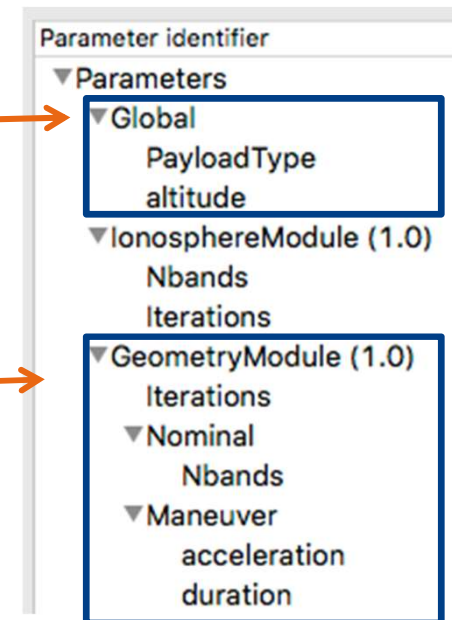 Parameter identifier
Parameters
Global
PayloadType
altitude
IonosphereModule (1.0)
Nbands
Iterations
GeometryModule (1.0)
Iterations
Nominal
Nbands
Maneuver
acceleration
duration